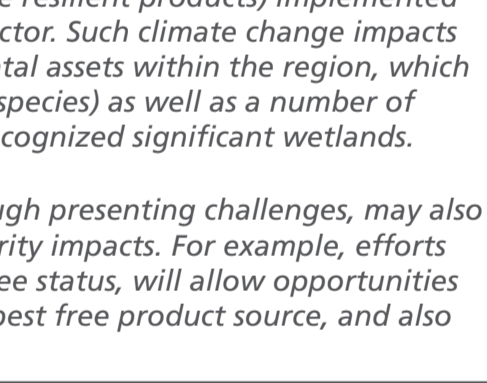 resilient products) implemented
ctor. Such climate change impacts
tal assets within the region, which
species) as well as a number of
cognized significant wetlands.
ugh presenting challenges, may also
rity impacts. For example, efforts
ee status, will allow opportunities
pest free product source, and also